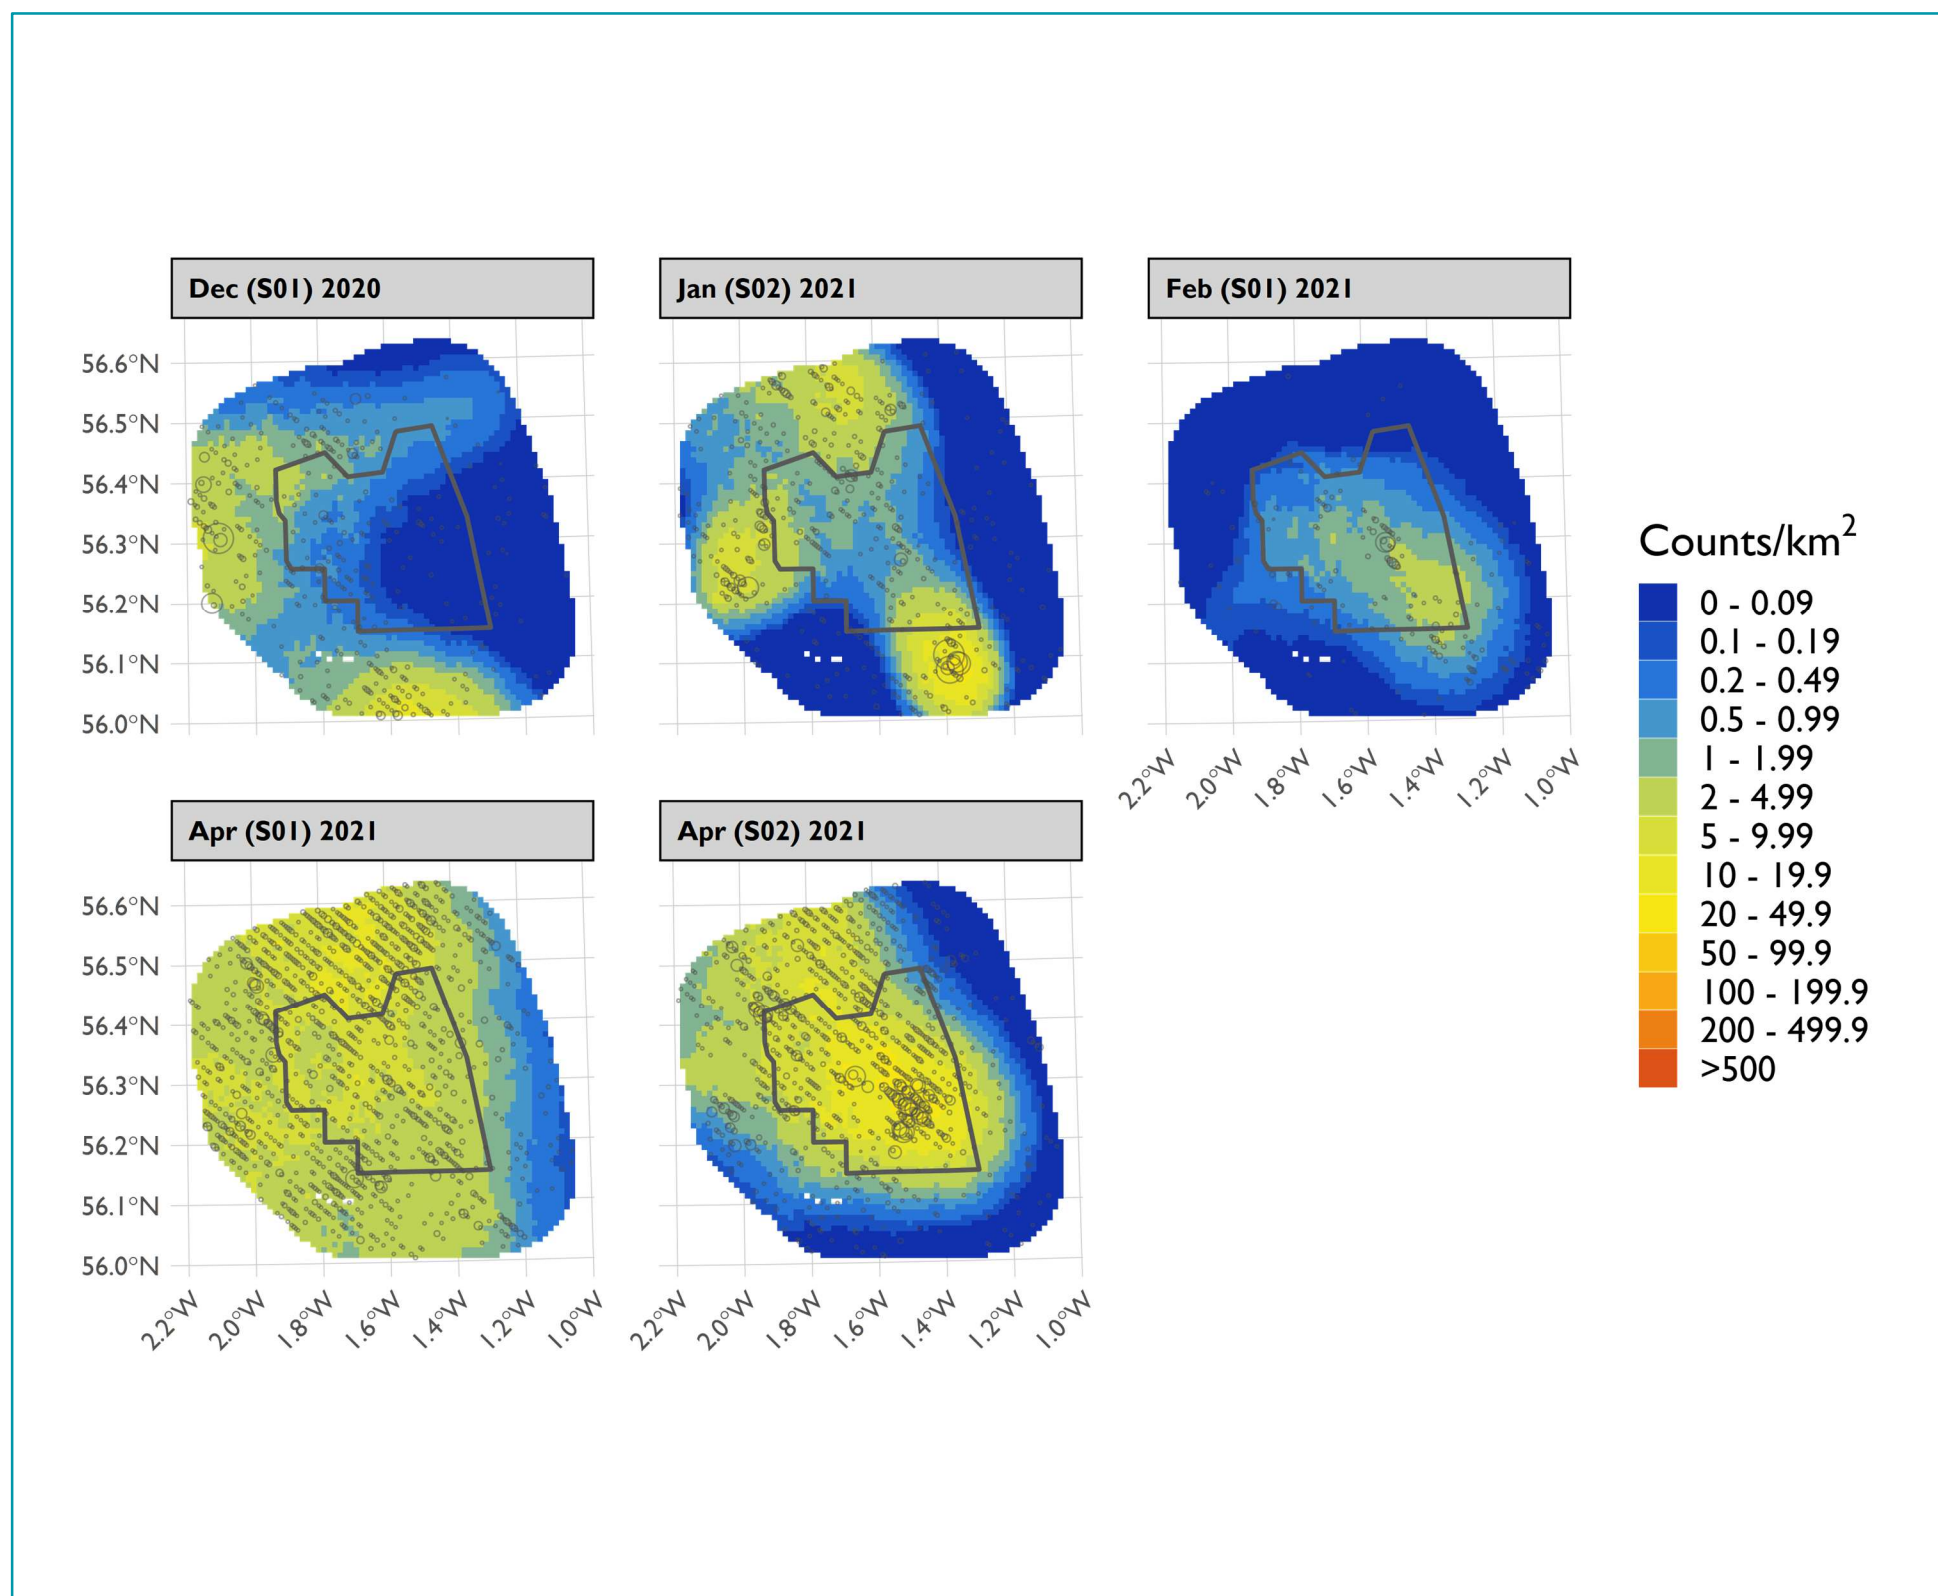 Dec (S01) 2020
Jan (S02) 2021
Feb (S01) 2021
56.6°N
56.5°N
56.4°N
56.3°N
56.2°N
56.1°N
56.0°N
2.2°W
2.0°W
1.8°W
1.6°W
1.4°W
1.2°W
1.0°W
Apr (S01) 2021
Apr (S02) 2021
56.6°N
56.5°N
56.4°N
56.3°N
56.2°N
56.1°N
56.0°N
2.2°W
2.0°W
1.8°W
1.6°W
1.4°W
1.2°W
1.0°W
2.2°W
2.0°W
1.8°W
1.6°W
1.4°W
1.2°W
1.0°W
Counts/km²
0 - 0.09
0.1 - 0.19
0.2 - 0.49
0.5 - 0.99
1 - 1.99
2 - 4.99
5 - 9.99
10 - 19.9
20 - 49.9
50 - 99.9
100 - 199.9
200 - 499.9
>500